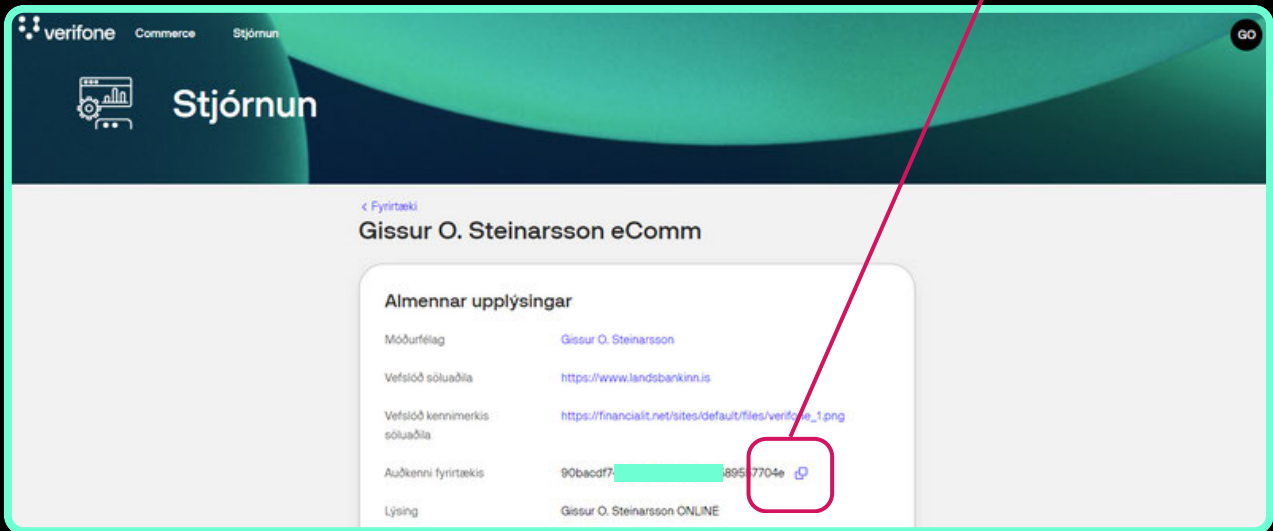 verifone Commerce Stjórnun GO
Stjórnun
< Fyrirtæki
Gissur O. Steinarsson eComm
Almennar upplýsingar
Móðurfélag Gissur O. Steinarsson
Vefslóð söluaðila https://www.landsbankinn.is
Vefslóð kennimerkis söluaðila https://financialit.net/sites/default/files/verifone_1.png
Auðkenni fyrirtækis 90bacdf7 7704e
Lýsing Gissur O. Steinarsson ONLINE